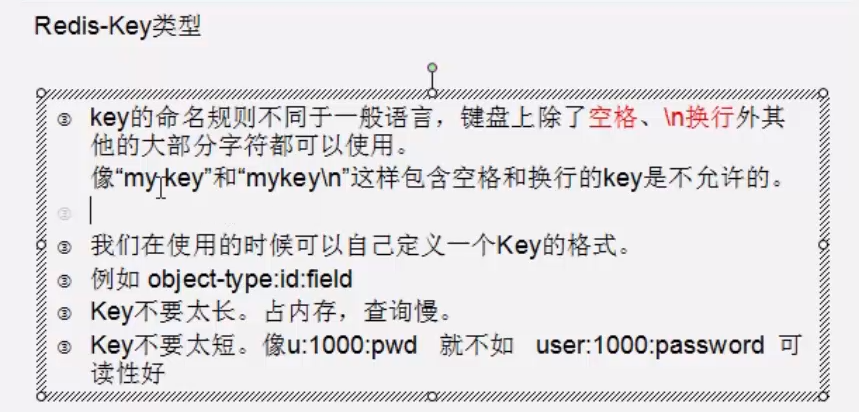 Redis-Key类型
key的命名规则不同于一般语言，键盘上除了空格、\n换行外其
他的大部分字符都可以使用。
像“my key”和“mykey\n”这样包含空格和换行的key是不允许的。
我们在使用的时候可以自己定义一个Key的格式。
例如 object-type:id:field
Key不要太长。占内存，查询慢。
Key不要太短。像u:1000:pwd 就不如 user:1000:password 可
读性好